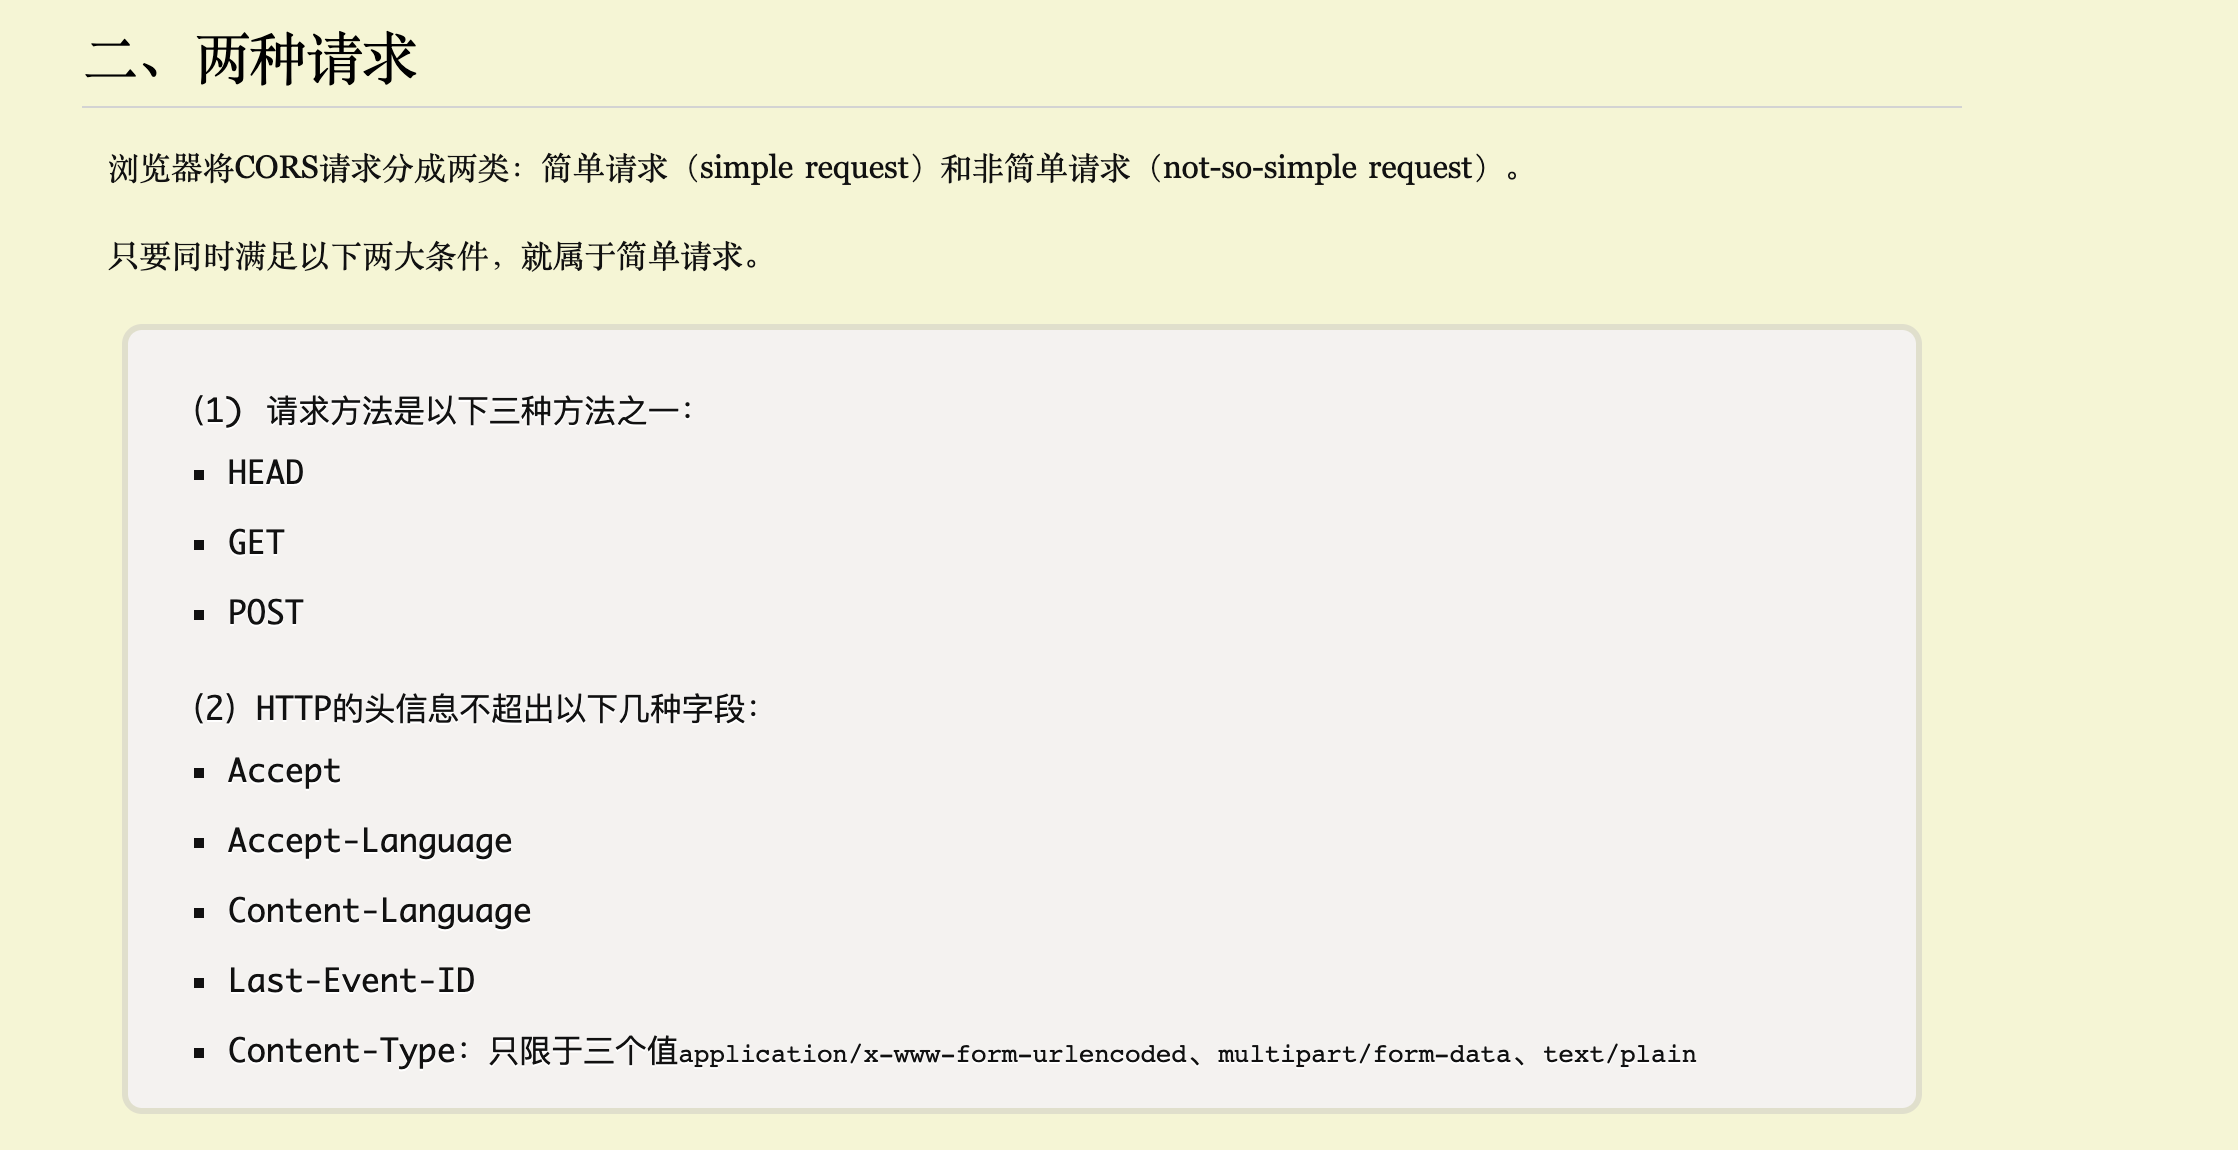 二、两种请求
浏览器将CORS请求分成两类：简单请求（simple request）和非简单请求（not-so-simple request）。
只要同时满足以下两大条件，就属于简单请求。
(1) 请求方法是以下三种方法之一：
▪ HEAD
▪ GET
▪ POST
（2）HTTP的头信息不超出以下几种字段：
▪ Accept
▪ Accept-Language
▪ Content-Language
▪ Last-Event-ID
▪ Content-Type：只限于三个值application/x-www-form-urlencoded、multipart/form-data、text/plain